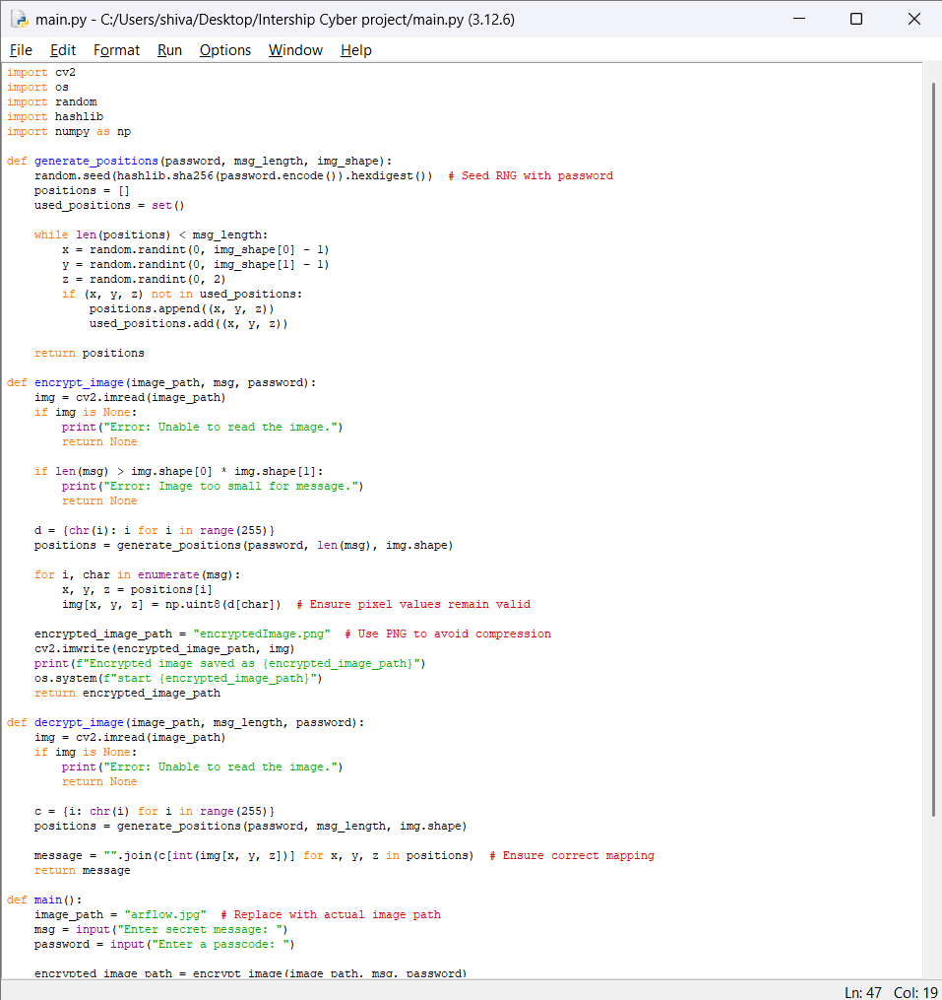 main.py - C:/Users/shiva/Desktop/Intership Cyber project/main.py (3.12.6)
File Edit Format Run Options Window Help
import cv2
import os
import random
import hashlib
import numpy as np

def generate_positions(password, msg_length, img_shape):
    random.seed(hashlib.sha256(password.encode()).hexdigest())  # Seed RNG with password
    positions = []
    used_positions = set()

    while len(positions) < msg_length:
        x = random.randint(0, img_shape[0] - 1)
        y = random.randint(0, img_shape[1] - 1)
        z = random.randint(0, 2)
        if (x, y, z) not in used_positions:
            positions.append((x, y, z))
            used_positions.add((x, y, z))

    return positions

def encrypt_image(image_path, msg, password):
    img = cv2.imread(image_path)
    if img is None:
        print("Error: Unable to read the image.")
        return None

    if len(msg) > img.shape[0] * img.shape[1]:
        print("Error: Image too small for message.")
        return None

    d = {chr(i): i for i in range(255)}
    positions = generate_positions(password, len(msg), img.shape)

    for i, char in enumerate(msg):
        x, y, z = positions[i]
        img[x, y, z] = np.uint8(d[char])  # Ensure pixel values remain valid

    encrypted_image_path = "encryptedImage.png"  # Use PNG to avoid compression
    cv2.imwrite(encrypted_image_path, img)
    print(f"Encrypted image saved as {encrypted_image_path}")
    os.system(f"start {encrypted_image_path}")
    return encrypted_image_path

def decrypt_image(image_path, msg_length, password):
    img = cv2.imread(image_path)
    if img is None:
        print("Error: Unable to read the image.")
        return None

    c = {i: chr(i) for i in range(255)}
    positions = generate_positions(password, msg_length, img.shape)

    message = "".join(c[int(img[x, y, z])] for x, y, z in positions)  # Ensure correct mapping
    return message

def main():
    image_path = "arflow.jpg"  # Replace with actual image path
    msg = input("Enter secret message: ")
    password = input("Enter a passcode: ")

    encrypted_image_path = encrypt_image(image_path, msg, password)
Ln: 47 Col: 19